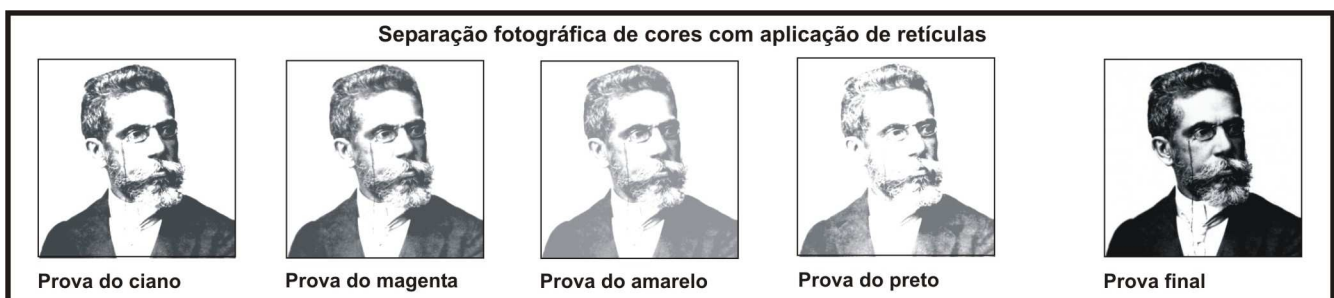 Separação fotográfica de cores com aplicação de retículas
Prova do ciano
Prova do magenta
Prova do amarelo
Prova do preto
Prova final